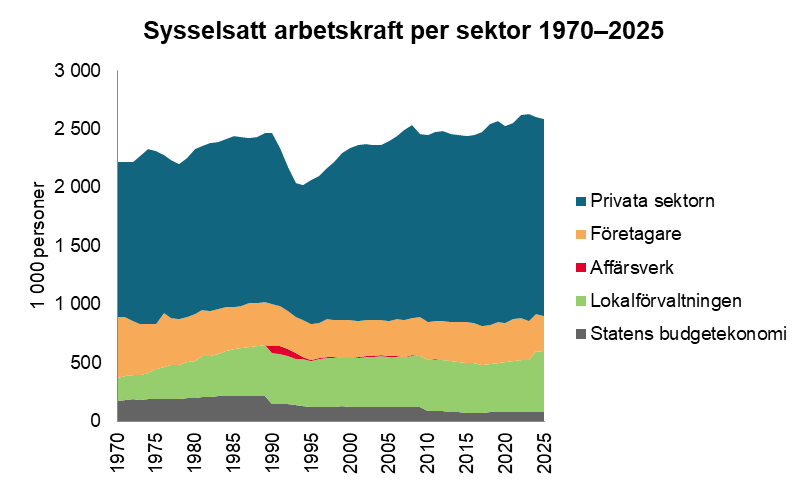 Sysselsatt arbetskraft per sektor 1970–2025
1 000 personer
3 000
2 500
2 000
1 500
1 000
500
0
1970
1975
1980
1985
1990
1995
2000
2005
2010
2015
2020
2025
Privata sektorn
Företagare
Affärsverk
Lokalförvaltningen
Statens budgetekonomi